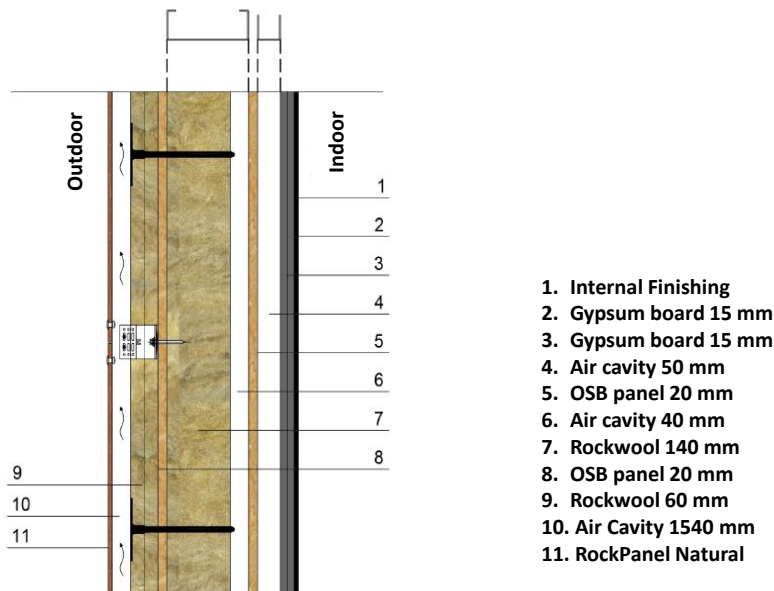 Outdoor
Indoor
1
2
3
4
5
6
7
8
9
10
11
1. Internal Finishing
2. Gypsum board 15 mm
3. Gypsum board 15 mm
4. Air cavity 50 mm
5. OSB panel 20 mm
6. Air cavity 40 mm
7. Rockwool 140 mm
8. OSB panel 20 mm
9. Rockwool 60 mm
10. Air Cavity 1540 mm
11. RockPanel Natural